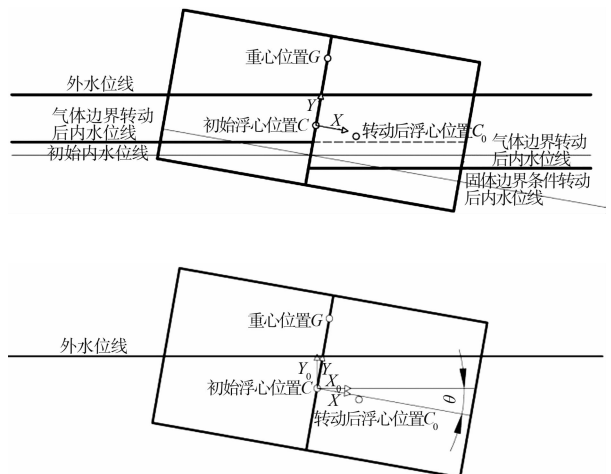 重心位置G
外水位线
Y
X
气体边界转动
后内水位线
初始浮心位置C
转动后浮心位置C0
初始内水位线
气体边界转动
后内水位线
固体边界条件转动
后内水位线
重心位置G
外水位线
Y0 Y
初始浮心位置C
X0
X
θ
转动后浮心位置C0